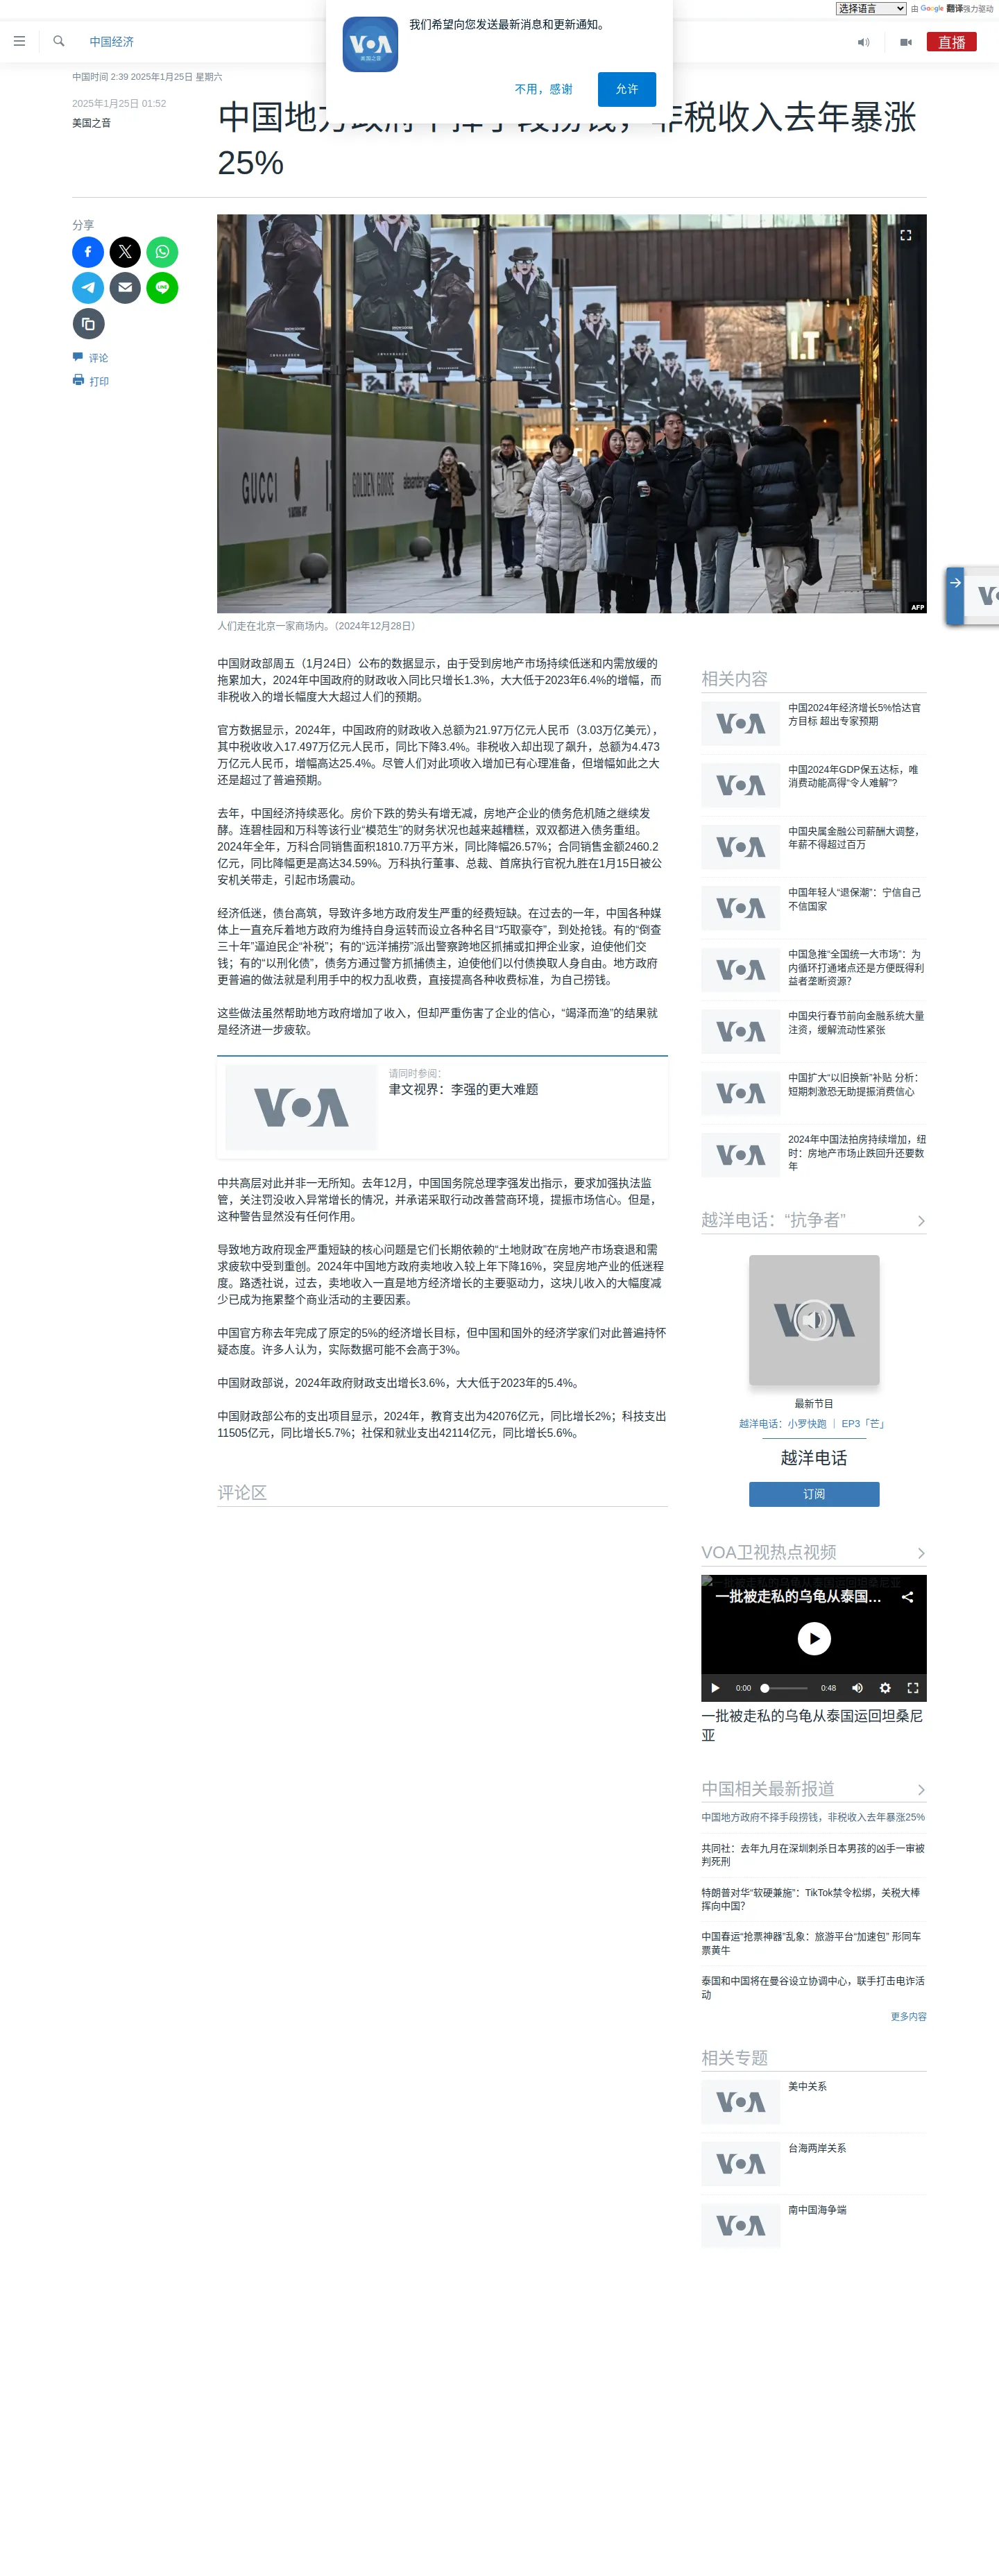 选择语言
由 Google 翻译强力驱动
我们希望向您发送最新消息和更新通知。
VOA
美国之音
不用，感谢
允许
中国经济
直播
中国时间 2:39 2025年1月25日 星期六
2025年1月25日 01:52
美国之音
中国地方政府不择手段捞钱，非税收入去年暴涨
25%
分享
评论
打印
GUCCI
GOLDEN GOOSE
AFP
人们走在北京一家商场内。（2024年12月28日）
中国财政部周五（1月24日）公布的数据显示，由于受到房地产市场持续低迷和内需放缓的
拖累加大，2024年中国政府的财政收入同比只增长1.3%，大大低于2023年6.4%的增幅，而
非税收入的增长幅度大大超过人们的预期。
官方数据显示，2024年，中国政府的财政收入总额为21.97万亿元人民币（3.03万亿美元），
其中税收收入17.497万亿元人民币，同比下降3.4%。非税收入却出现了飙升，总额为4.473
万亿元人民币，增幅高达25.4%。尽管人们对此项收入增加已有心理准备，但增幅如此之大
还是超过了普遍预期。
去年，中国经济持续恶化。房价下跌的势头有增无减，房地产企业的债务危机随之继续发
酵。连碧桂园和万科等该行业“模范生”的财务状况也越来越糟糕，双双都进入债务重组。
2024年全年，万科合同销售面积1810.7万平方米，同比降幅26.57%；合同销售金额2460.2
亿元，同比降幅更是高达34.59%。万科执行董事、总裁、首席执行官祝九胜在1月15日被公
安机关带走，引起市场震动。
经济低迷，债台高筑，导致许多地方政府发生严重的经费短缺。在过去的一年，中国各种媒
体上一直充斥着地方政府为维持自身运转而设立各种名目“巧取豪夺”，到处抢钱。有的“倒查
三十年”逼迫民企“补税”；有的“远洋捕捞”派出警察跨地区抓捕或扣押企业家，迫使他们交
钱；有的“以刑化债”，债务方通过警方抓捕债主，迫使他们以付债换取人身自由。地方政府
更普遍的做法就是利用手中的权力乱收费，直接提高各种收费标准，为自己捞钱。
这些做法虽然帮助地方政府增加了收入，但却严重伤害了企业的信心，“竭泽而渔”的结果就
是经济进一步疲软。
VOA
请同时参阅：
聿文视界：李强的更大难题
中共高层对此并非一无所知。去年12月，中国国务院总理李强发出指示，要求加强执法监
管，关注罚没收入异常增长的情况，并承诺采取行动改善营商环境，提振市场信心。但是，
这种警告显然没有任何作用。
导致地方政府现金严重短缺的核心问题是它们长期依赖的“土地财政”在房地产市场衰退和需
求疲软中受到重创。2024年中国地方政府卖地收入较上年下降16%，突显房地产业的低迷程
度。路透社说，过去，卖地收入一直是地方经济增长的主要驱动力，这块儿收入的大幅度减
少已成为拖累整个商业活动的主要因素。
中国官方称去年完成了原定的5%的经济增长目标，但中国和国外的经济学家们对此普遍持怀
疑态度。许多人认为，实际数据可能不会高于3%。
中国财政部说，2024年政府财政支出增长3.6%，大大低于2023年的5.4%。
中国财政部公布的支出项目显示，2024年，教育支出为42076亿元，同比增长2%；科技支出
11505亿元，同比增长5.7%；社保和就业支出42114亿元，同比增长5.6%。
评论区
相关内容
VOA
中国2024年经济增长5%恰达官
方目标 超出专家预期
VOA
中国2024年GDP保五达标，唯
消费动能高得“令人难解”?
VOA
中国央属金融公司薪酬大调整，
年薪不得超过百万
VOA
中国年轻人“退保潮”：宁信自己
不信国家
VOA
中国急推“全国统一大市场”：为
内循环打通堵点还是方便既得利
益者垄断资源？
VOA
中国央行春节前向金融系统大量
注资，缓解流动性紧张
VOA
中国扩大“以旧换新”补贴 分析：
短期刺激恐无助提振消费信心
VOA
2024年中国法拍房持续增加，纽
时：房地产市场止跌回升还要数
年
越洋电话：“抗争者”
VOA
最新节目
越洋电话：小罗快跑 ｜ EP3「芒」
越洋电话
订阅
VOA卫视热点视频
一批被走私的乌龟从泰国运回坦桑尼亚
一批被走私的乌龟从泰国...
0:00
0:48
一批被走私的乌龟从泰国运回坦桑尼
亚
中国相关最新报道
中国地方政府不择手段捞钱，非税收入去年暴涨25%
共同社：去年九月在深圳刺杀日本男孩的凶手一审被
判死刑
特朗普对华“软硬兼施”：TikTok禁令松绑，关税大棒
挥向中国？
中国春运“抢票神器”乱象：旅游平台“加速包” 形同车
票黄牛
泰国和中国将在曼谷设立协调中心，联手打击电诈活
动
更多内容
相关专题
VOA
美中关系
VOA
台海两岸关系
VOA
南中国海争端